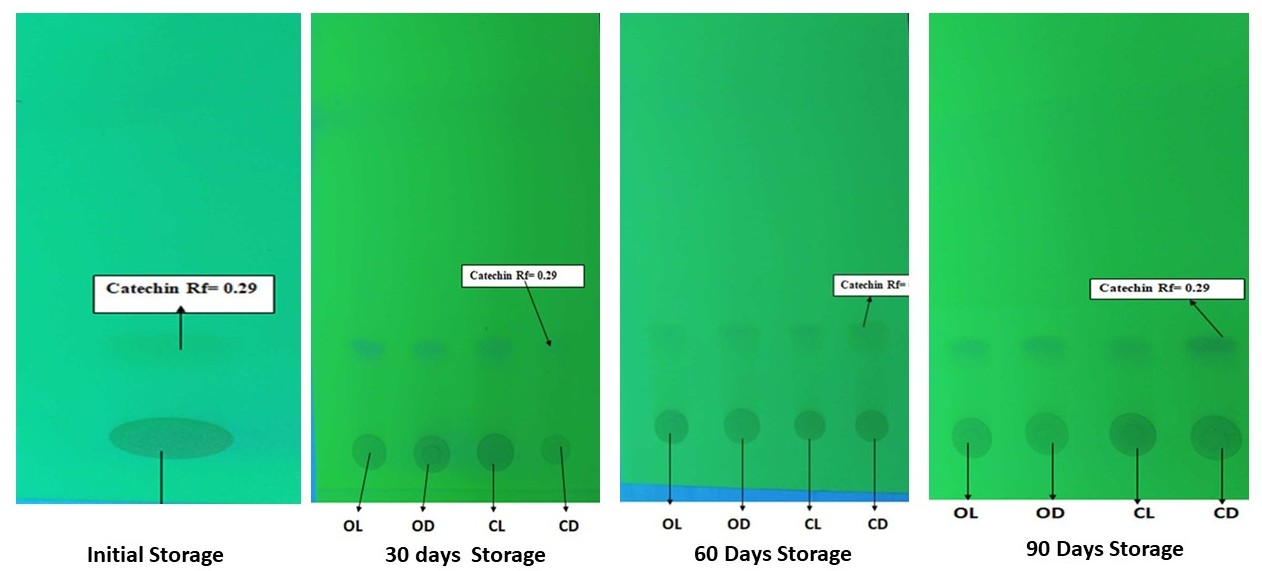 Catechin Rf= 0.29
Catechin Rf= 0.29
Catechin Rf=
Catechin Rf= 0.29
OL OD CL CD
OL OD CL CD
OL OD CL CD
Initial Storage
30 days Storage
60 Days Storage
90 Days Storage